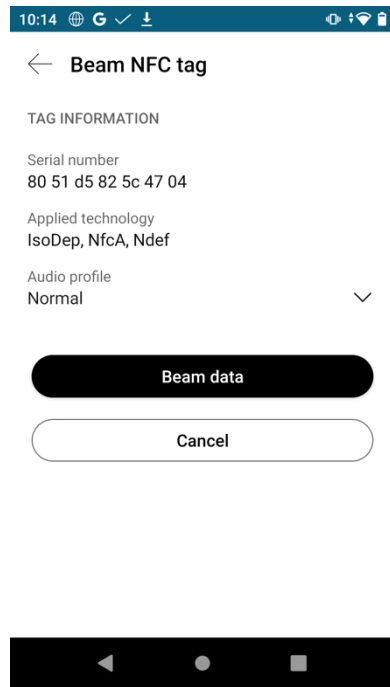 10:14 G
Beam NFC tag
TAG INFORMATION
Serial number
80 51 d5 82 5c 47 04
Applied technology
IsoDep, NfcA, Ndef
Audio profile
Normal
Beam data
Cancel